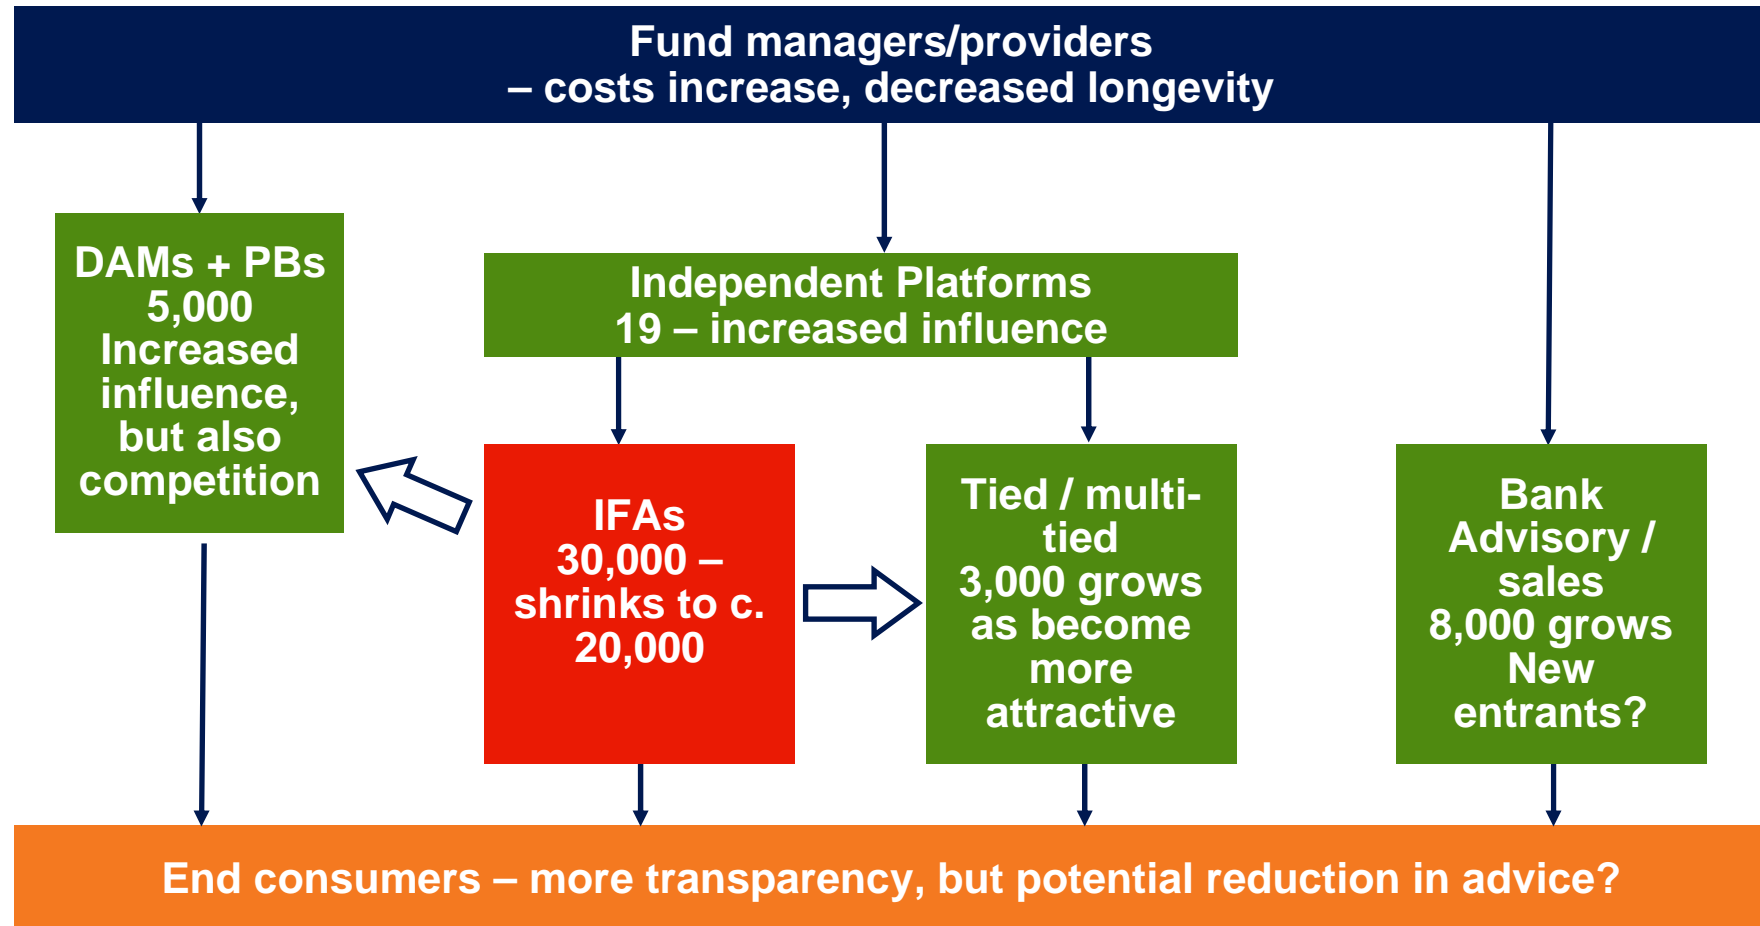 Fund managers/providers
– costs increase, decreased longevity
DAMs + PBs
5,000
Increased
influence,
but also
competition
Independent Platforms
19 – increased influence
IFAs
30,000 –
shrinks to c.
20,000
Tied / multi-
tied
3,000 grows
as become
more
attractive
Bank
Advisory /
sales
8,000 grows
New
entrants?
End consumers – more transparency, but potential reduction in advice?